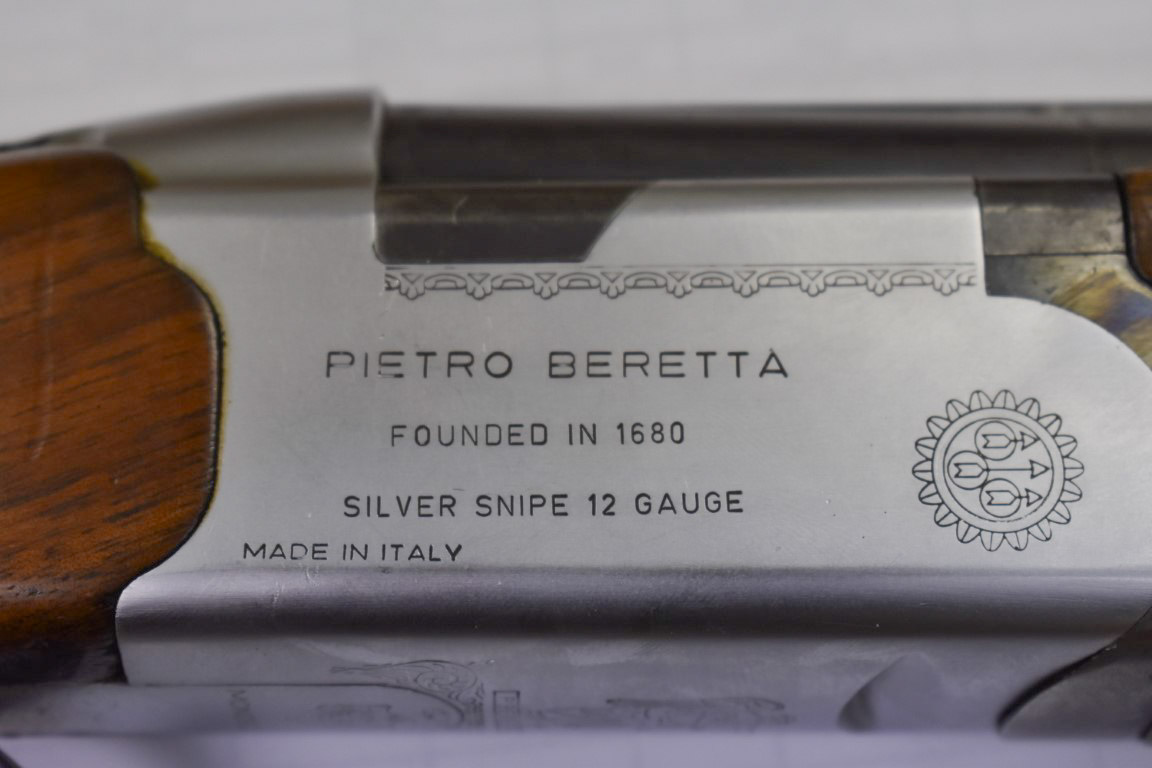 PIETRO BERETTA
FOUNDED IN 1680
SILVER SNIPE 12 GAUGE
MADE IN ITALY